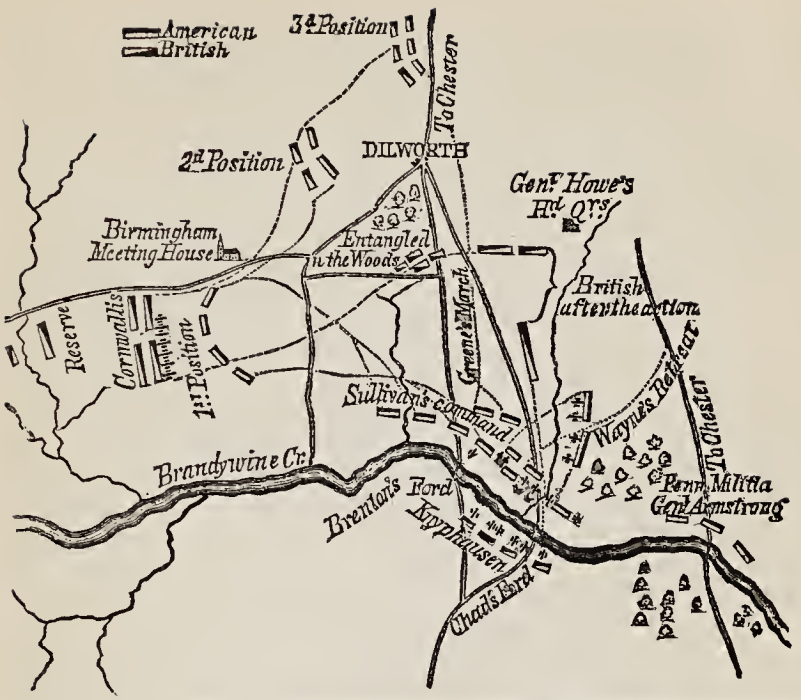 American
British
3d Position
To Chester
2d Position
DILWORTH
Genl Howe's
Hd Qrs
Birmingham
Meeting House
Entangled
in the Woods
British
after the action
Reserve
Cornwallis
1st Position
Greene's March
Sullivan's command
Wayne's Retreat
To Chester
Brandywine Cr.
Brenton's Ford
Knyphausen
Chad's Ford
Penn. Militia
Genl Armstrong